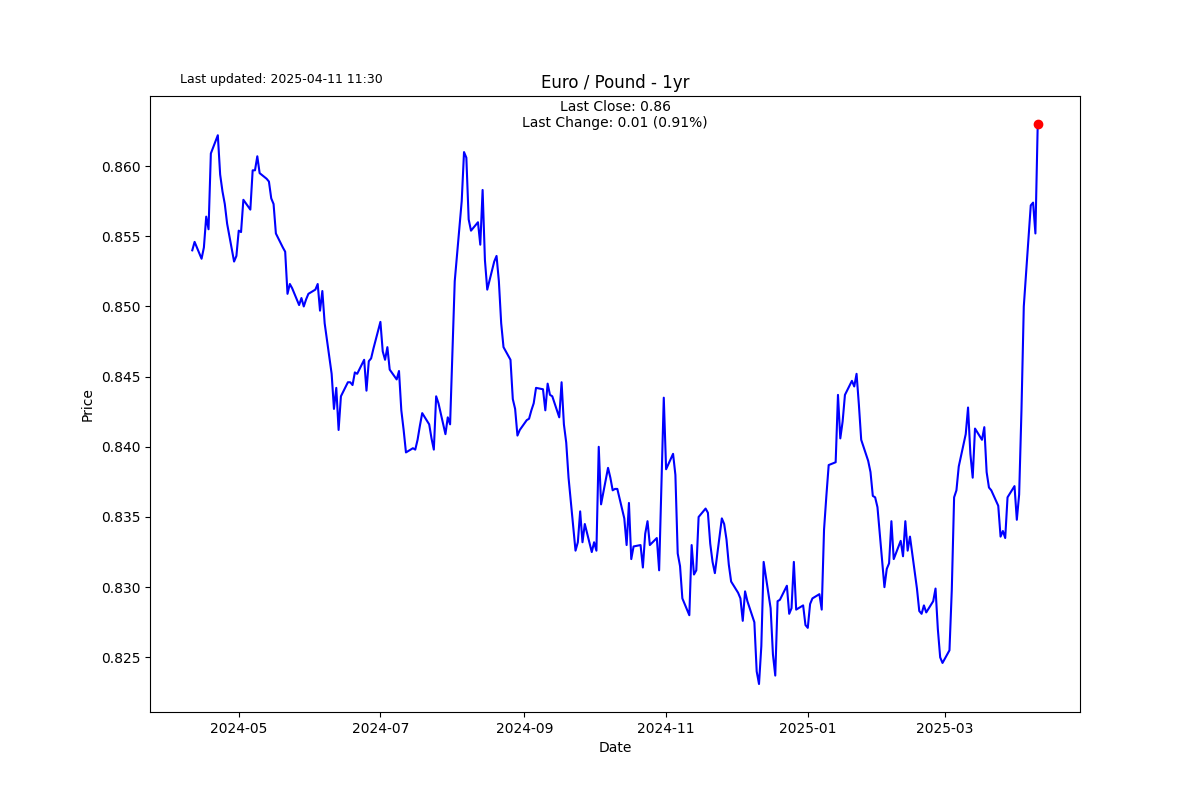 Last updated: 2025-04-11 11:30
Euro / Pound - 1yr
Last Close: 0.86
Last Change: 0.01 (0.91%)
0.860
0.855
0.850
0.845
0.840
0.835
0.830
0.825
Price
2024-05
2024-07
2024-09
2024-11
2025-01
2025-03
Date